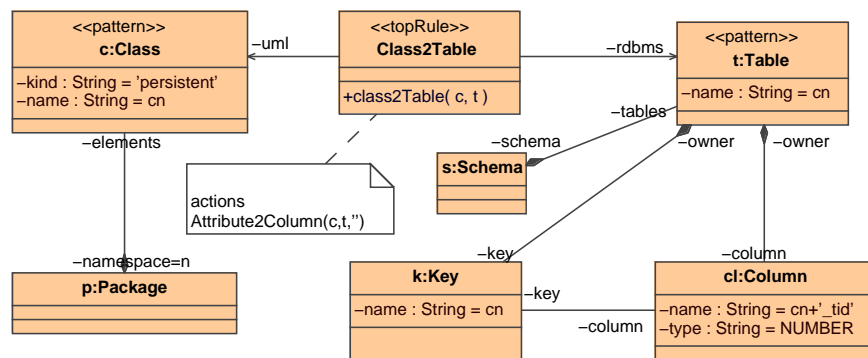 <<pattern>>
c:Class
−kind : String = 'persistent'
−name : String = cn
−uml
<<topRule>>
Class2Table
+class2Table( c, t )
−rdbms
<<pattern>>
t:Table
−name : String = cn
−elements
−tables
−schema
−owner
−owner
s:Schema
actions
Attribute2Column(c,t,'')
−namespace=n
p:Package
−key
−column
k:Key
−name : String = cn
−key
−column
cl:Column
−name : String = cn+'_tid'
−type : String = NUMBER